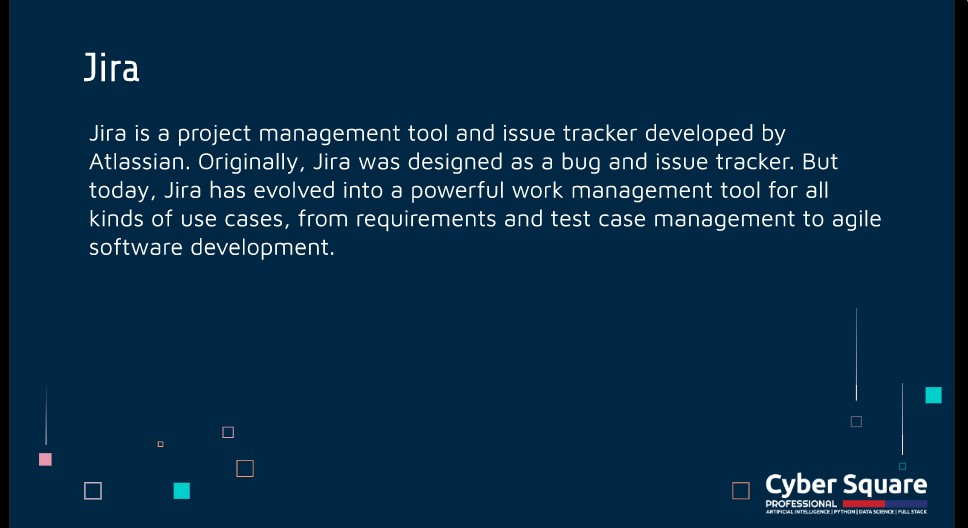 Jira
Jira is a project management tool and issue tracker developed by
Atlassian. Originally, Jira was designed as a bug and issue tracker. But
today, Jira has evolved into a powerful work management tool for all
kinds of use cases, from requirements and test case management to agile
software development.
Cyber Square
PROFESSIONAL
ARTIFICIAL INTELLIGENCE | PYTHON | DATA SCIENCE | FULL STACK